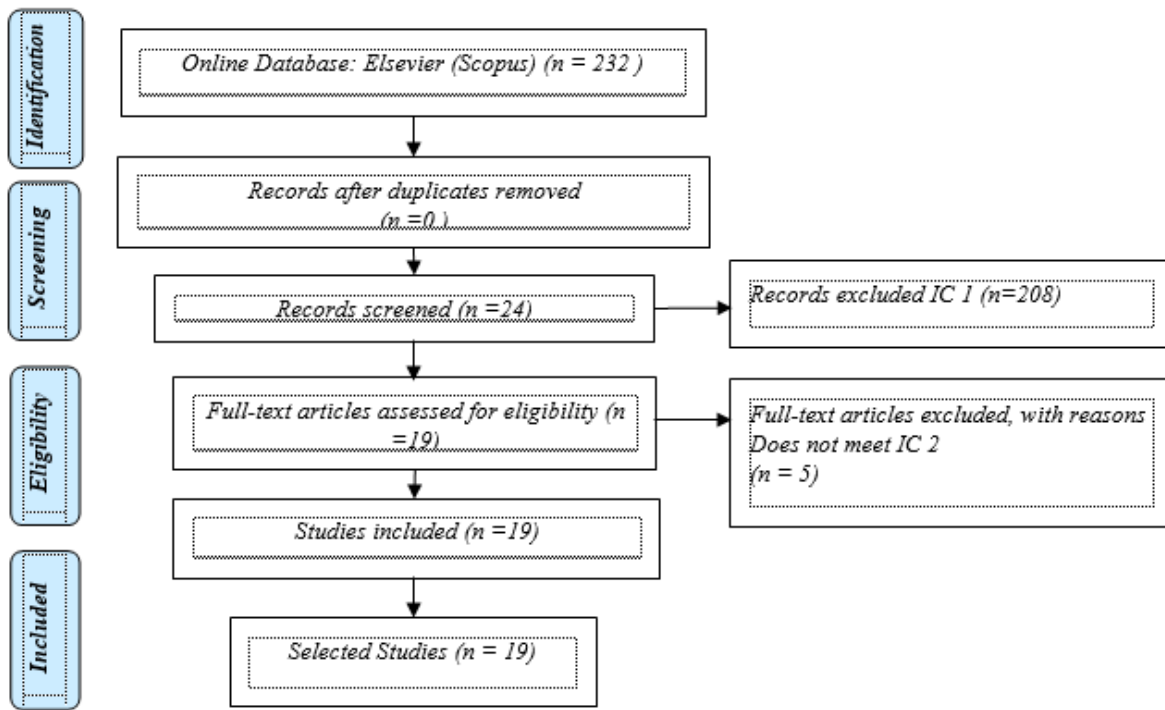 Identification
Online Database: Elsevier (Scopus) (n = 232 )
Records after duplicates removed
(n =0 )
Screening
Records screened (n =24)
Records excluded IC 1 (n=208)
Eligibility
Full-text articles assessed for eligibility (n
=19)
Full-text articles excluded, with reasons
Does not meet IC 2
(n = 5)
Studies included (n =19)
Included
Selected Studies (n = 19)